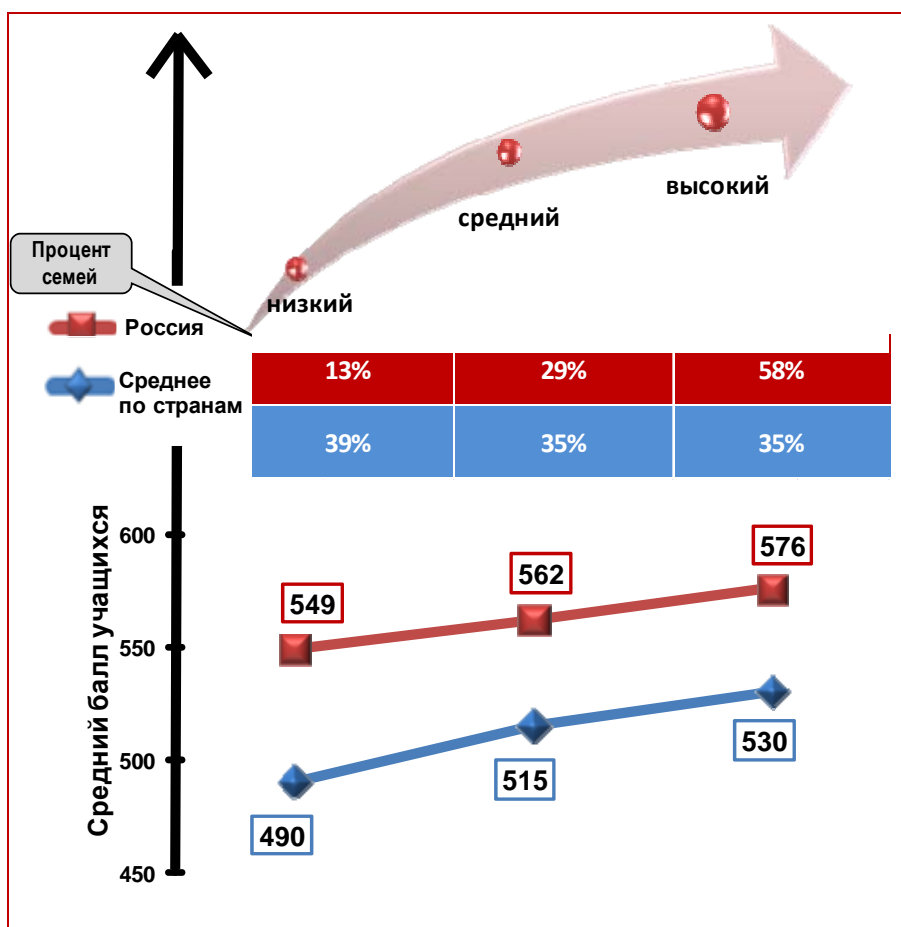 высокий
средний
Процент
семей
низкий
Россия
Среднее
по странам
13% 29% 58%
39% 35% 35%
Средний балл учащихся
600
550
500
450
549
562
576
490
515
530